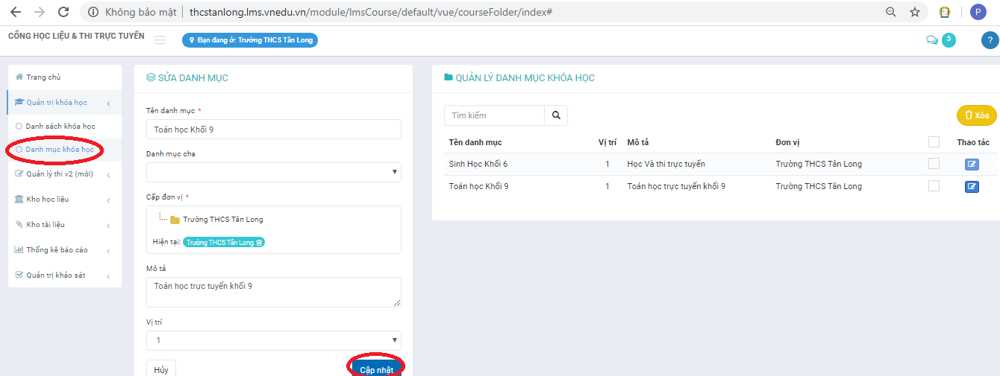 Không bảo mật | thcstanlong.lms.vnedu.vn/module/lmsCourse/default/vue/courseFolder/index#
P
CỔNG HỌC LIỆU & THI TRỰC TUYẾN
Bạn đang ở: Trường THCS Tân Long
5
?
Trang chủ
Quản trị khóa học
Danh sách khóa học
Danh mục khóa học
Quản lý thi v2 (mới)
Kho học liệu
Kho tài liệu
Thống kê báo cáo
Quản trị khảo sát
SỬA DANH MỤC
Tên danh mục *
Toán học Khối 9
Danh mục cha
Cấp đơn vị *
Trường THCS Tân Long
Hiện tại: Trường THCS Tân Long
Mô tả
Toán học trực tuyến khối 9
Vị trí
1
Hủy
Cập nhật
QUẢN LÝ DANH MỤC KHÓA HỌC
Tìm kiếm
Xóa
Tên danh mục Vị trí Mô tả Đơn vị Thao tác
Sinh Học Khối 6 1 Học Và thi trực tuyến Trường THCS Tân Long
Toán học Khối 9 1 Toán học trực tuyến khối 9 Trường THCS Tân Long